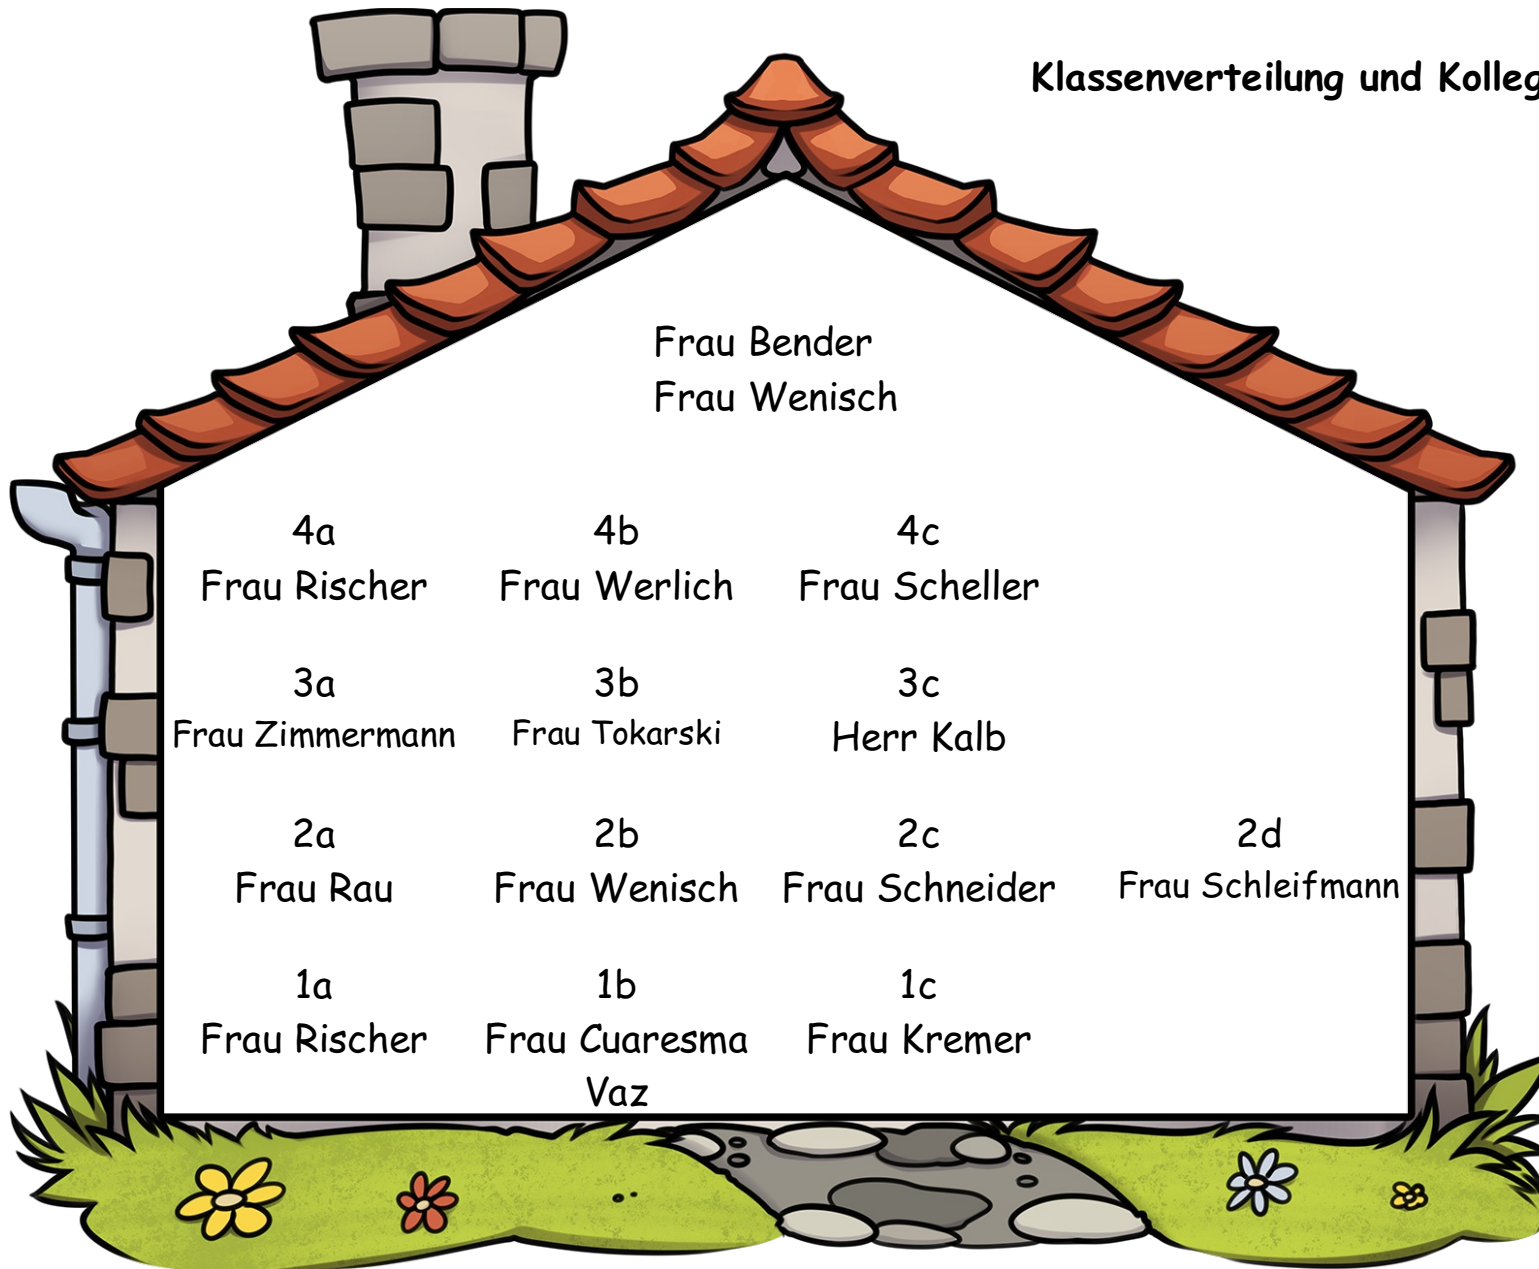 Klassenverteilung und Kolleg
Frau Bender
Frau Wenisch
4a 4b 4c
Frau Rischer Frau Werlich Frau Scheller
3a 3b 3c
Frau Zimmermann Frau Tokarski Herr Kalb
2a 2b 2c 2d
Frau Rau Frau Wenisch Frau Schneider Frau Schleifmann
1a 1b 1c
Frau Rischer Frau Cuaresma Frau Kremer
Vaz